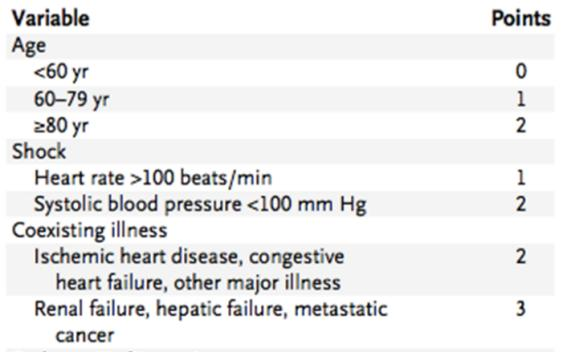 Variable Points
Age
<60 yr 0
60–79 yr 1
≥80 yr 2
Shock
Heart rate >100 beats/min 1
Systolic blood pressure <100 mm Hg 2
Coexisting illness
Ischemic heart disease, congestive 2
heart failure, other major illness
Renal failure, hepatic failure, metastatic 3
cancer